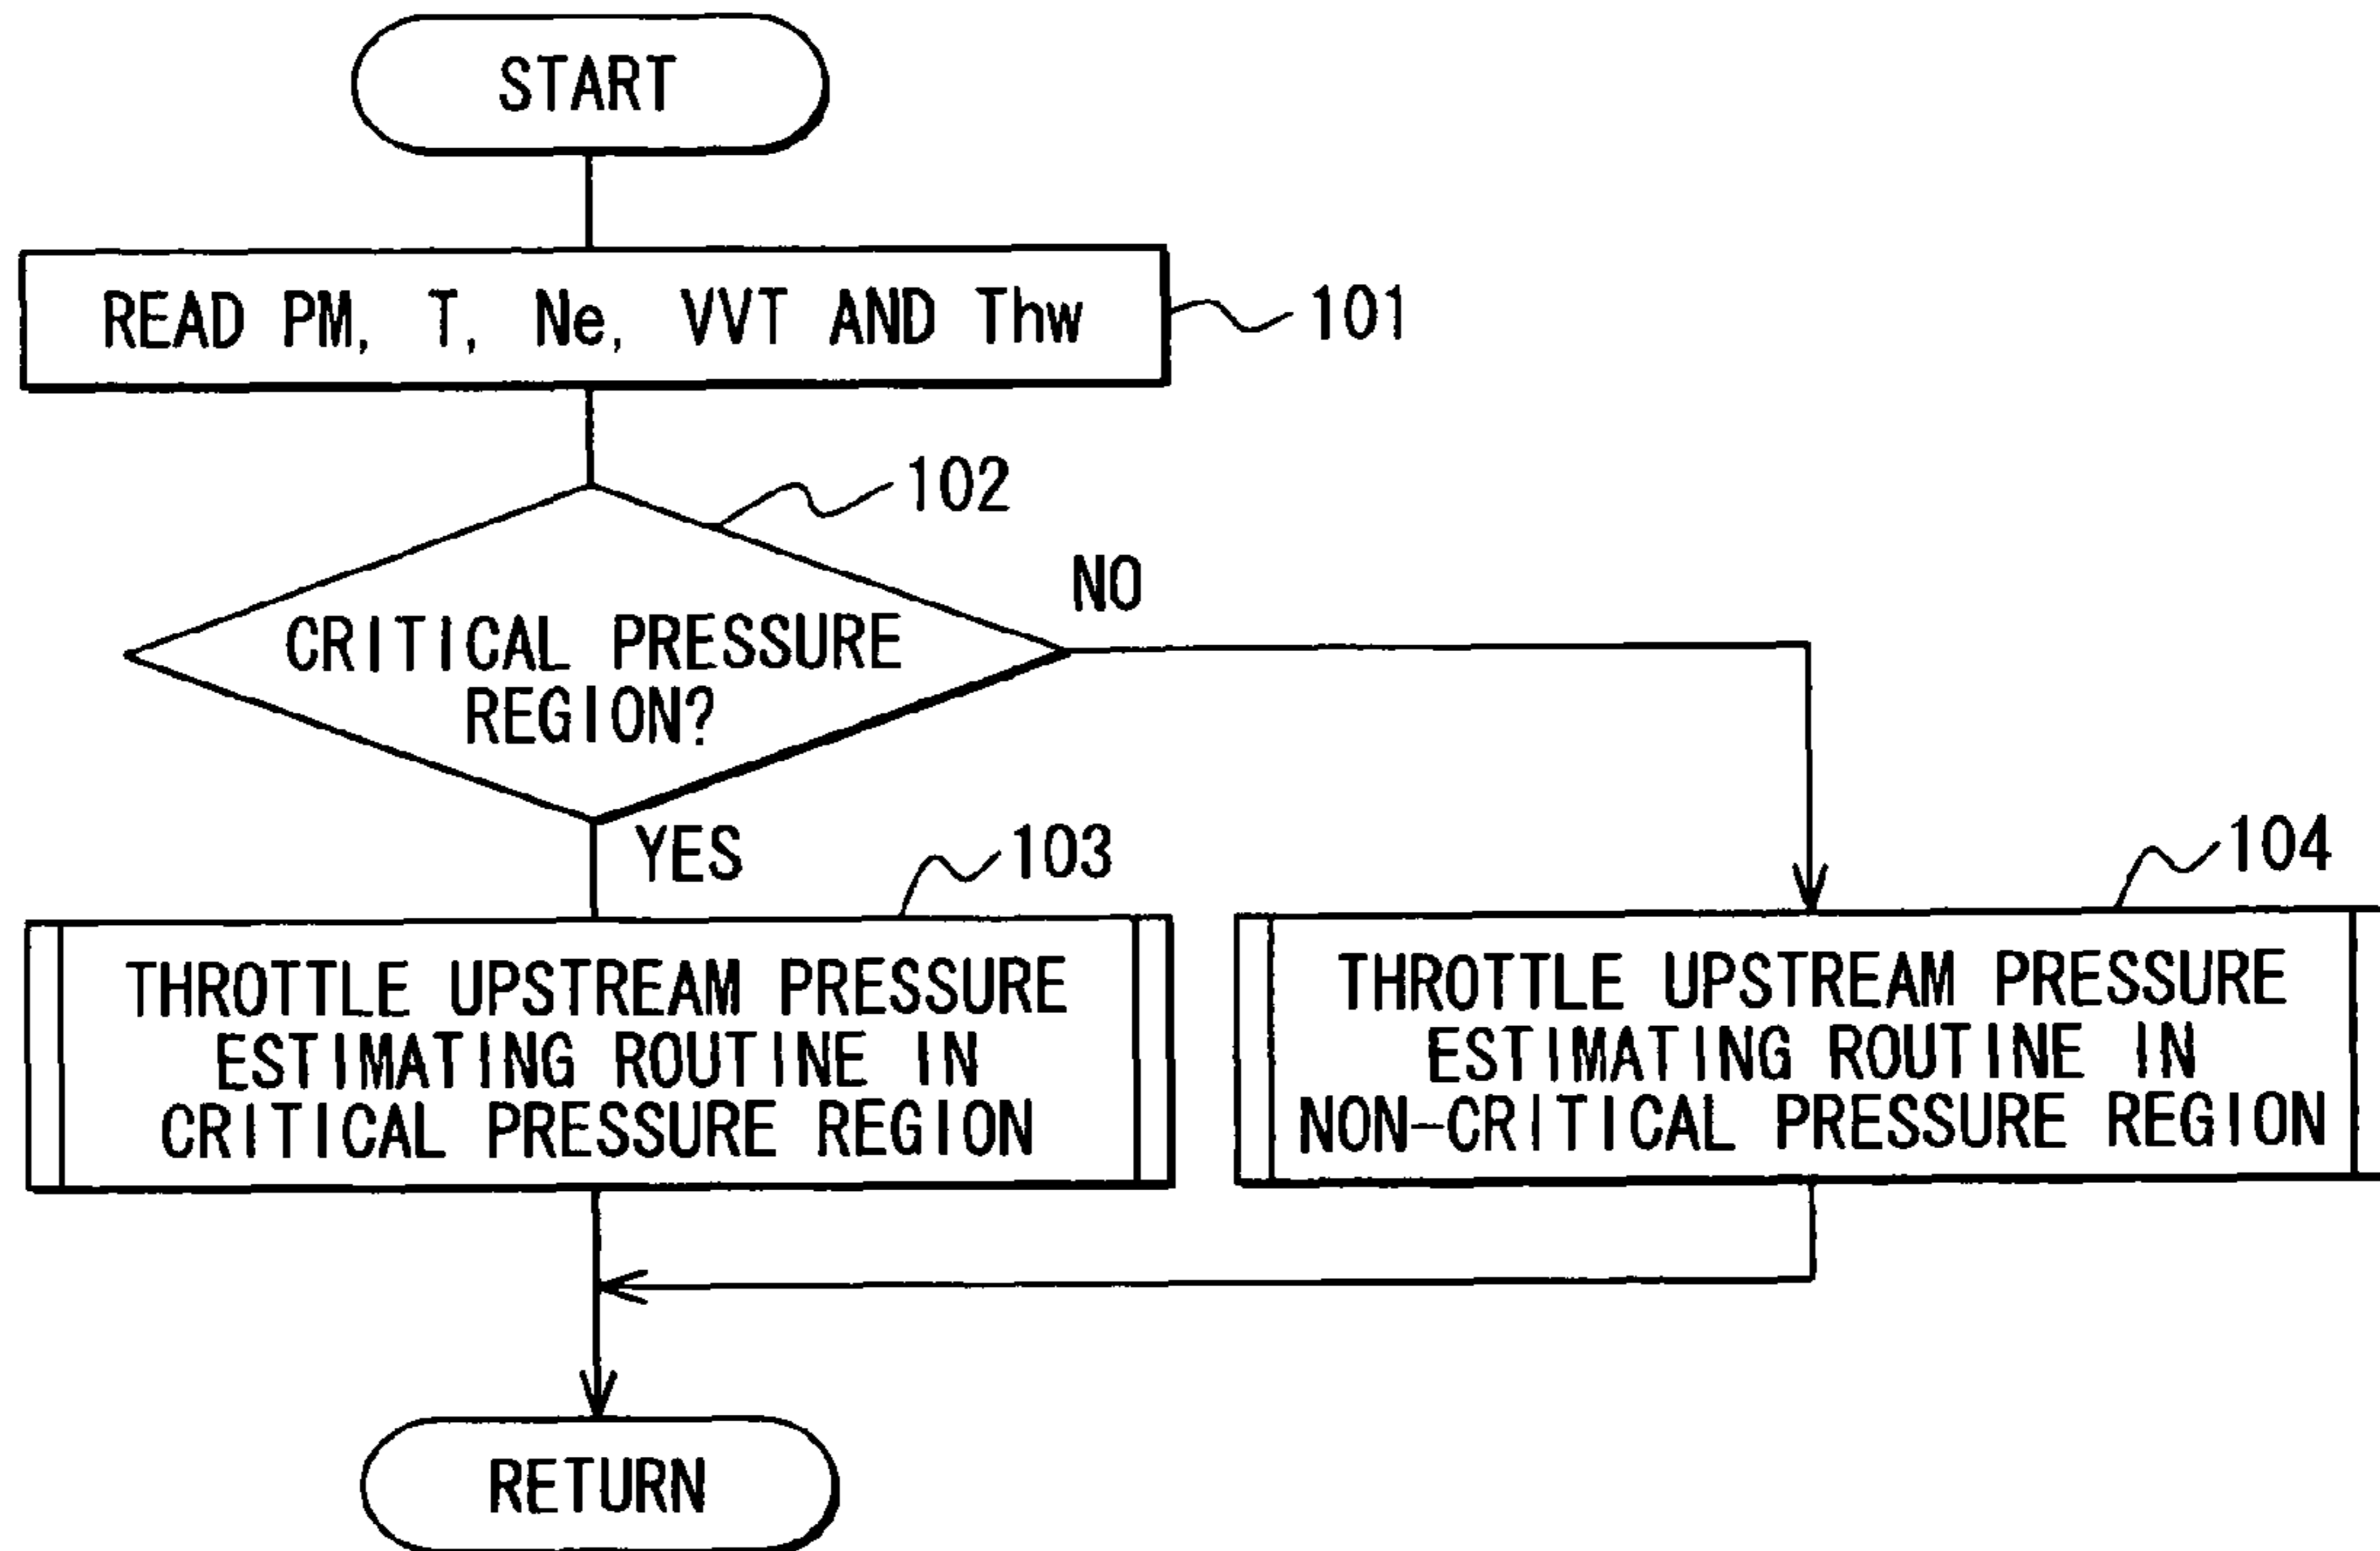 START
READ PM, T, Ne, VVT AND Thw
101
102
CRITICAL PRESSURE
REGION?
NO
YES
103
THROTTLE UPSTREAM PRESSURE
ESTIMATING ROUTINE IN
CRITICAL PRESSURE REGION
104
THROTTLE UPSTREAM PRESSURE
ESTIMATING ROUTINE IN
NON-CRITICAL PRESSURE REGION
RETURN